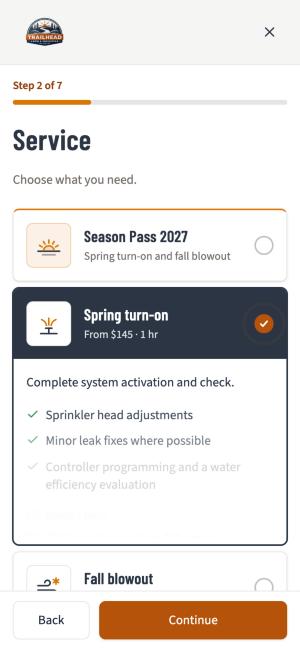 TRAILHEAD
Step 2 of 7
Service
Choose what you need.
Season Pass 2027
Spring turn-on and fall blowout
Spring turn-on
From $145 · 1 hr
Complete system activation and check.
Sprinkler head adjustments
Minor leak fixes where possible
Controller programming and a water
efficiency evaluation
Fall blowout
Back
Continue